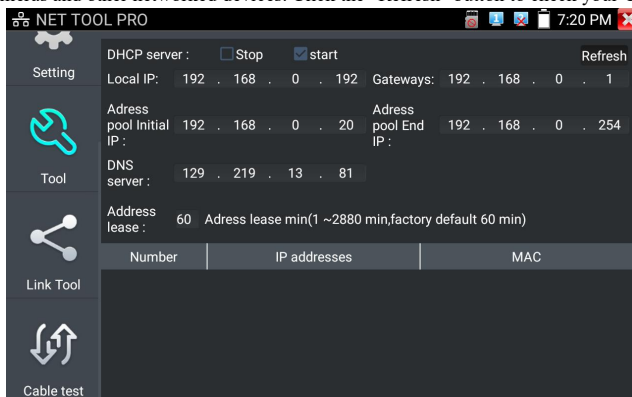 NET TOOL PRO 7:20 PM
Setting
DHCP server : Stop start
Refresh
Local IP: 192 . 168 . 0 . 192 Gateways: 192 . 168 . 0 . 1
Adress
pool Initial 192 . 168 . 0 . 20
IP :
Adress
pool End 192 . 168 . 0 . 254
IP :
Tool
DNS
server : 129 . 219 . 13 . 81
Address
lease : 60 Adress lease min(1 ~2880 min,factory default 60 min)
Number IP addresses MAC
Link Tool
Cable test